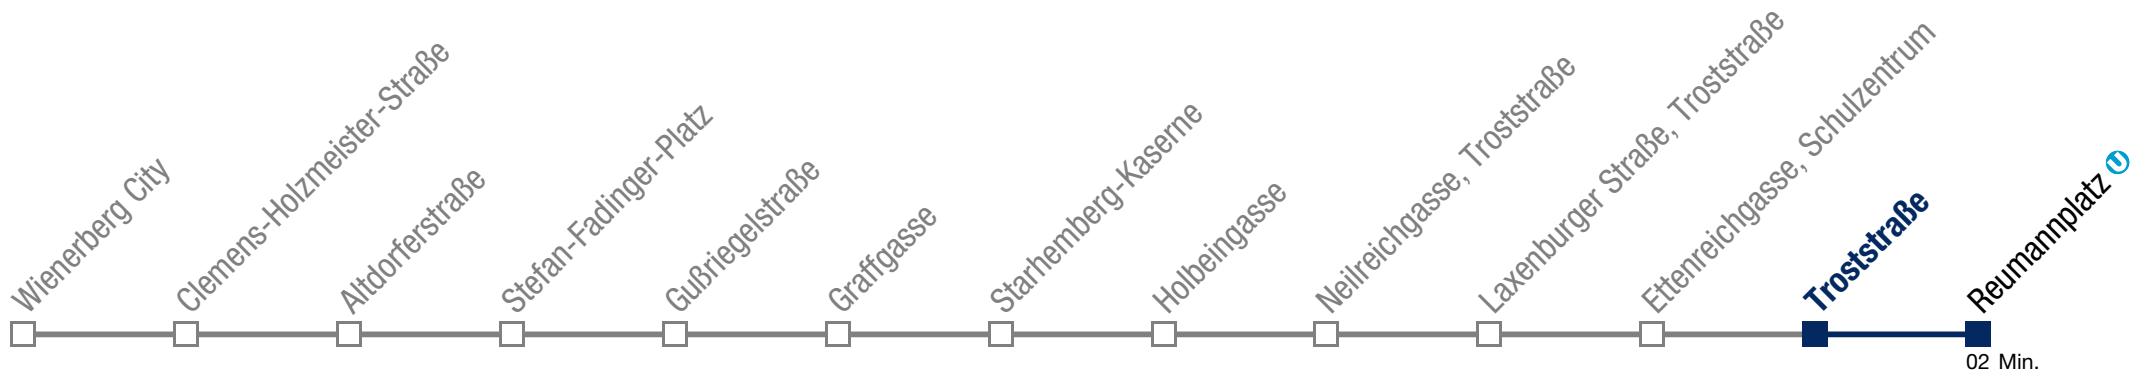 Wienerberg City
Clemens-Holzmeister-Straße
Altdorferstraße
Stefan-Fadinger-Platz
Gußriegelstraße
Graffgasse
Starhemberg-Kaserne
Holbeingasse
Neilreichgasse, Troststraße
Laxenburger Straße, Troststraße
Ettenreichgasse, Schulzentrum
Troststraße
Reumannplatz U
02 Min.